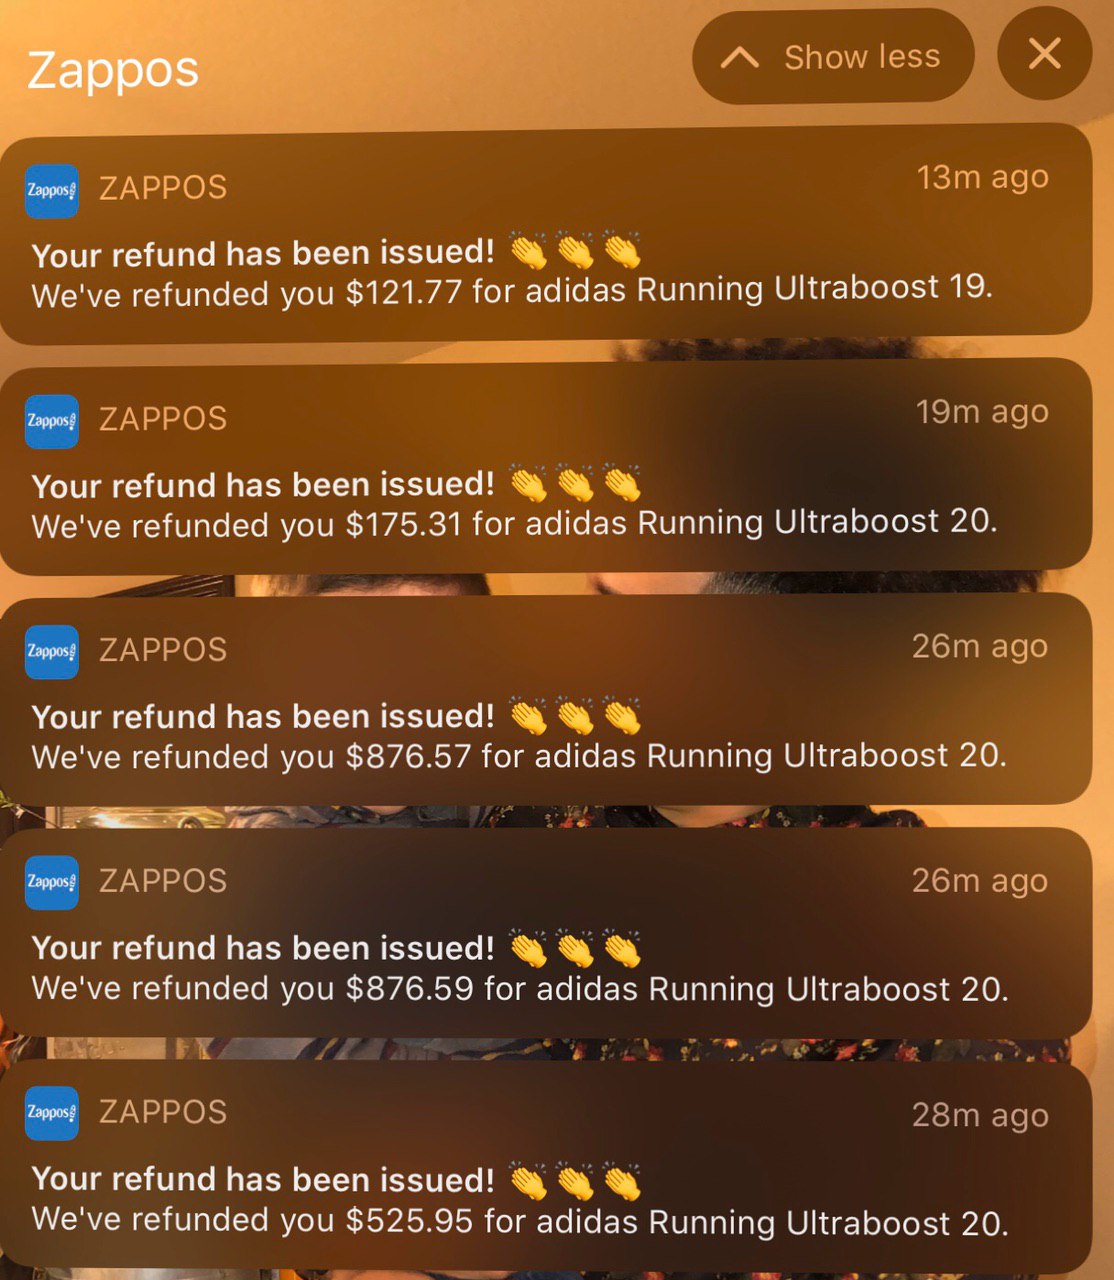 Zappos
Show less
Zappos
ZAPPOS
13m ago
Your refund has been issued! 👏👏👏
We've refunded you $121.77 for adidas Running Ultraboost 19.
Zappos
ZAPPOS
19m ago
Your refund has been issued! 👏👏👏
We've refunded you $175.31 for adidas Running Ultraboost 20.
Zappos
ZAPPOS
26m ago
Your refund has been issued! 👏👏👏
We've refunded you $876.57 for adidas Running Ultraboost 20.
Zappos
ZAPPOS
26m ago
Your refund has been issued! 👏👏👏
We've refunded you $876.59 for adidas Running Ultraboost 20.
Zappos
ZAPPOS
28m ago
Your refund has been issued! 👏👏👏
We've refunded you $525.95 for adidas Running Ultraboost 20.